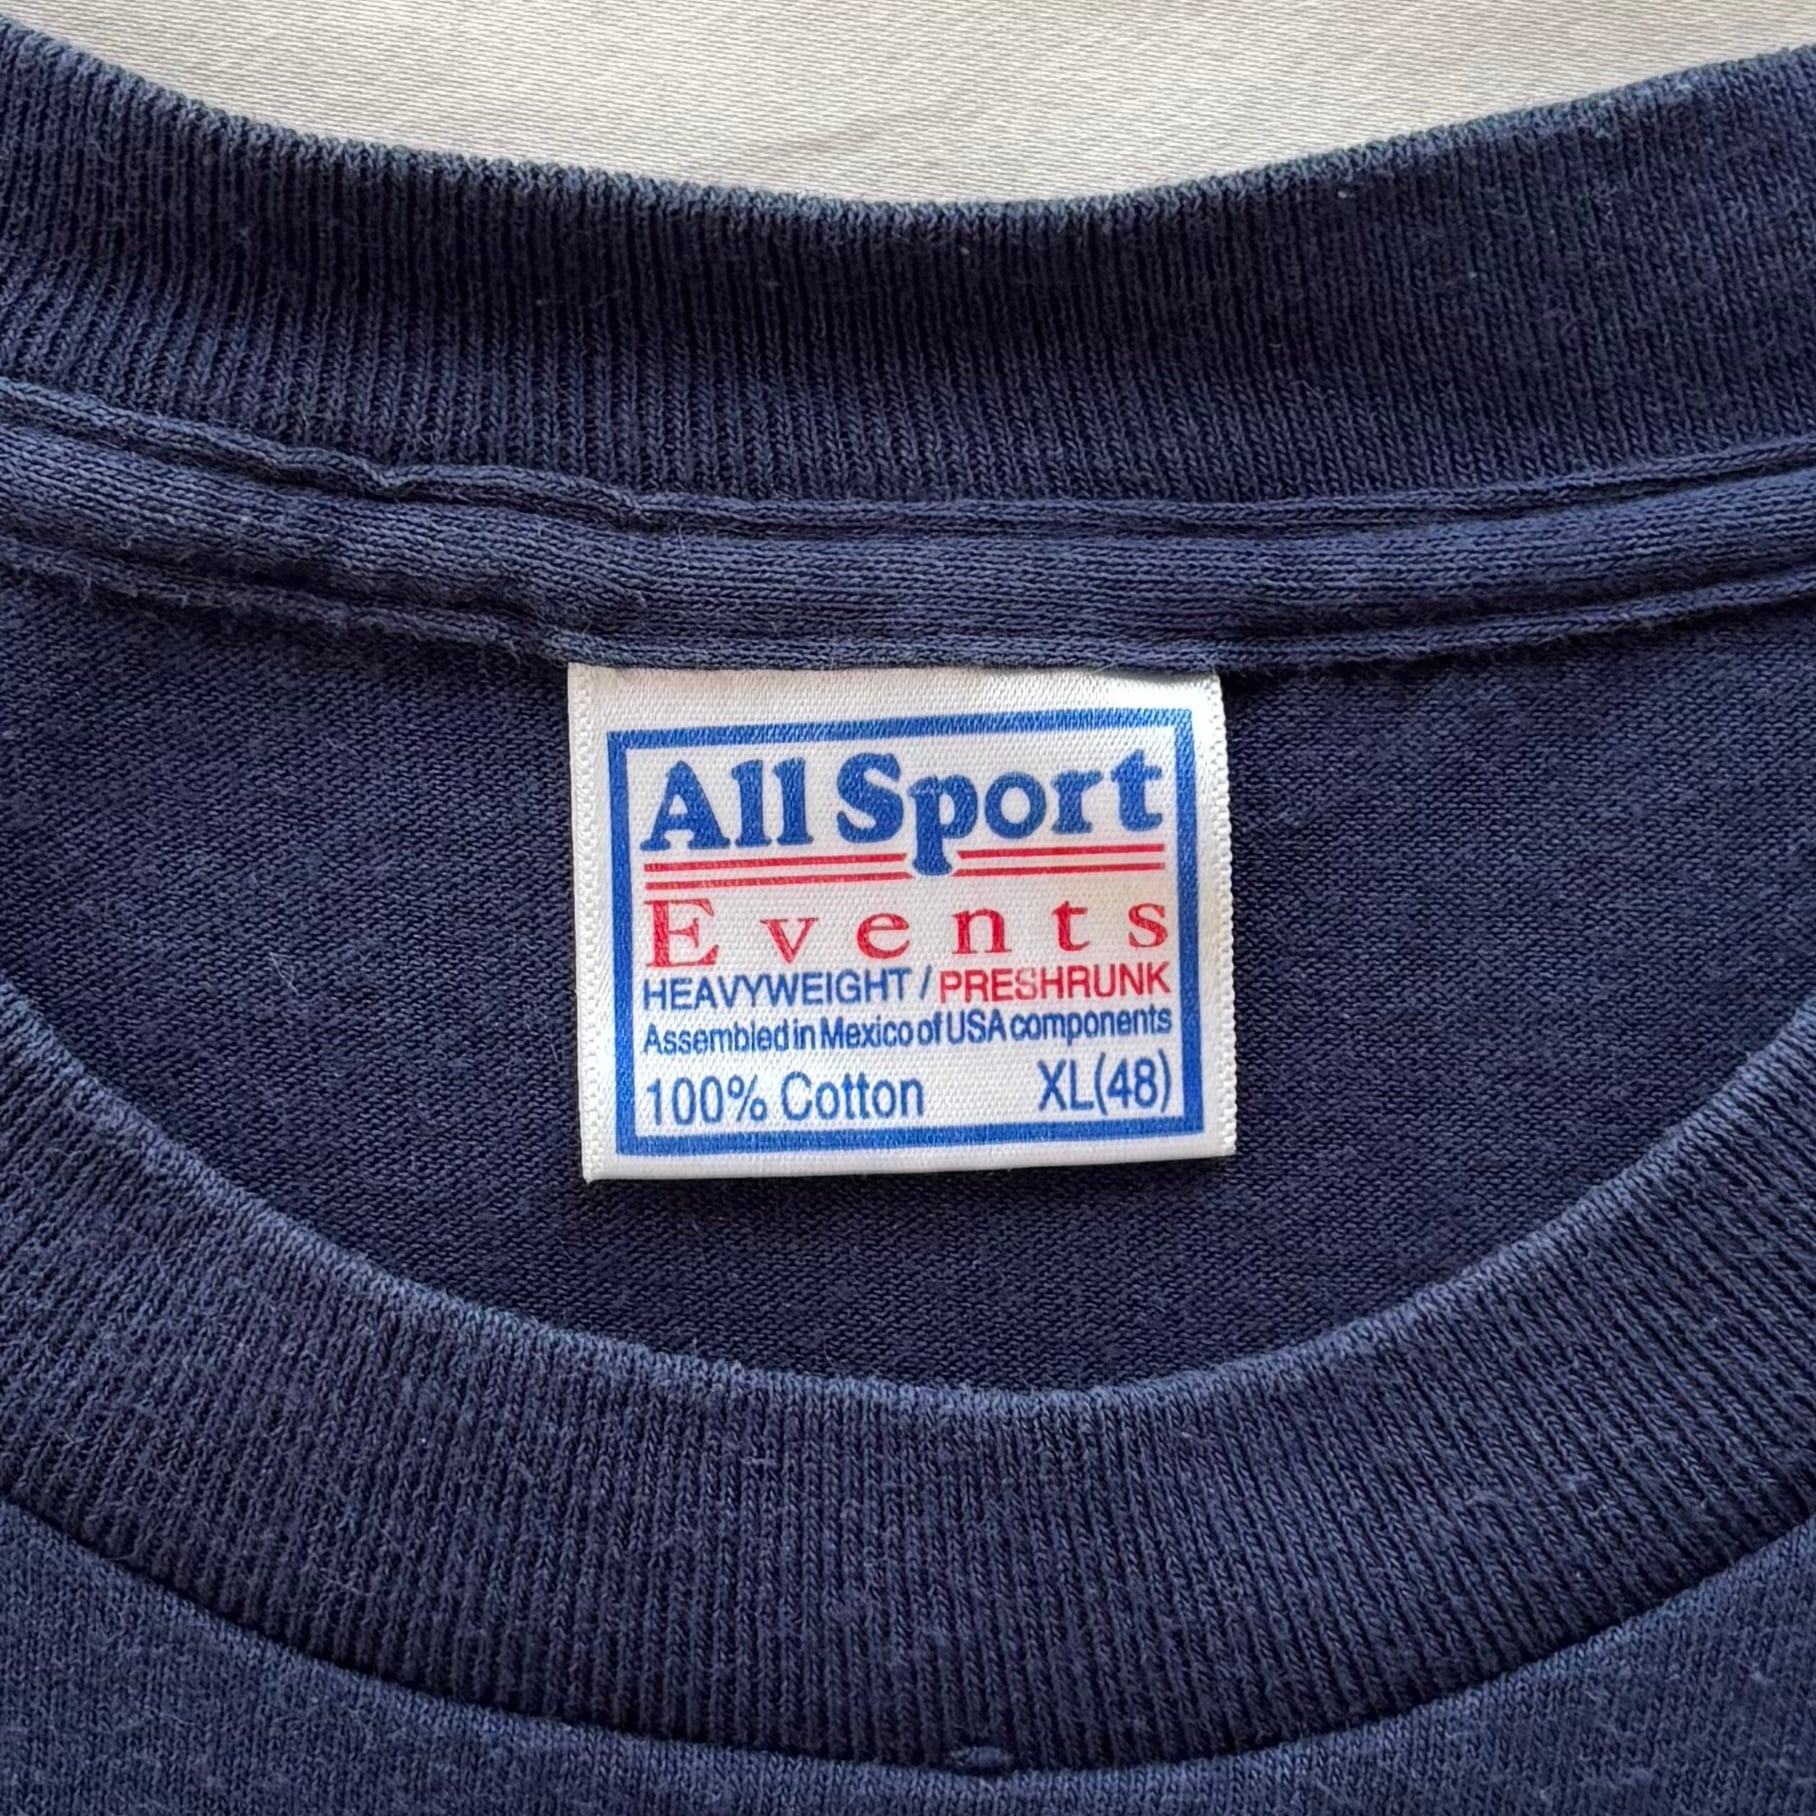 All Sport
Events
HEAVYWEIGHT / PRESHRUNK
Assembled in Mexico of USA components
100% Cotton XL(48)